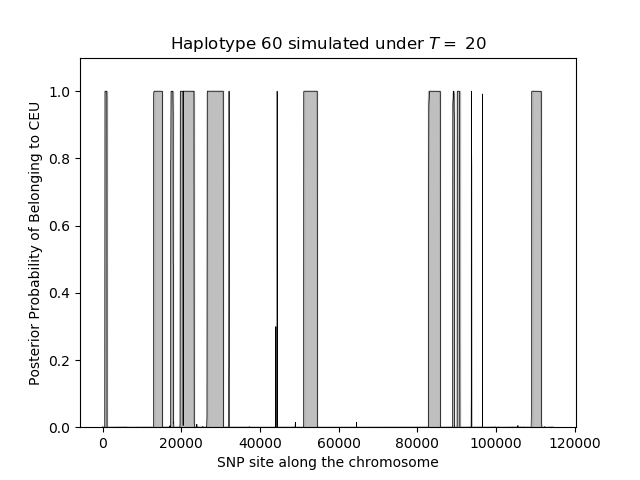 Haplotype 60 simulated under T = 20
Posterior Probability of Belonging to CEU
1.0
0.8
0.6
0.4
0.2
0.0
0 20000 40000 60000 80000 100000 120000
SNP site along the chromosome